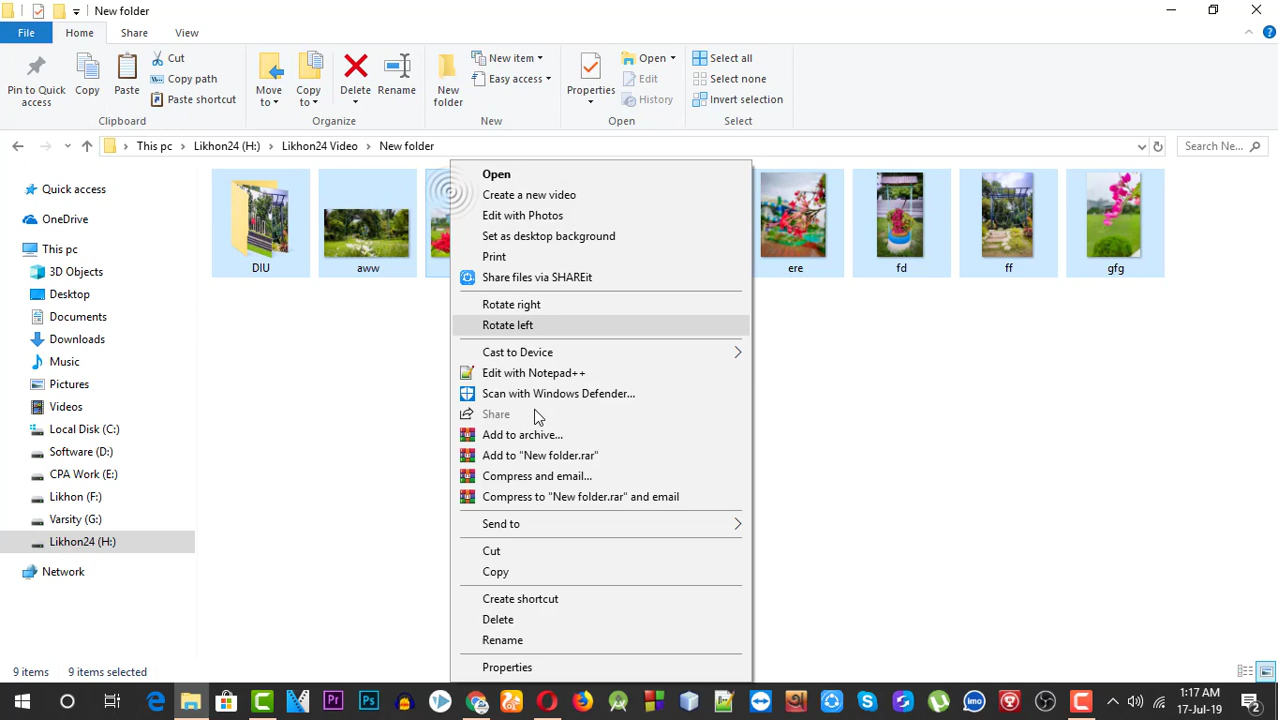 New folder
File
Home
Share
View
Pin to Quick
access
Copy
Paste
Cut
Copy path
Paste shortcut
Clipboard
Move
to
Copy
to
Delete
Rename
Organize
New
folder
New item
Easy access
New
Properties
Open
Edit
History
Open
Select all
Select none
Invert selection
Select
This pc
Likhon24 (H:)
Likhon24 Video
New folder
Search Ne...
Quick access
OneDrive
This pc
3D Objects
Desktop
Documents
Downloads
Music
Pictures
Videos
Local Disk (C:)
Software (D:)
CPA Work (E:)
Likhon (F:)
Varsity (G:)
Likhon24 (H:)
Network
DIU
aww
ere
fd
ff
gfg
Open
Create a new video
Edit with Photos
Set as desktop background
Print
Share files via SHAREit
Rotate right
Rotate left
Cast to Device
Edit with Notepad++
Scan with Windows Defender...
Share
Add to archive...
Add to "New folder.rar"
Compress and email...
Compress to "New folder.rar" and email
Send to
Cut
Copy
Create shortcut
Delete
Rename
Properties
9 items
9 items selected
Pr
Ps
imo
1:17 AM
17-Jul-19
2